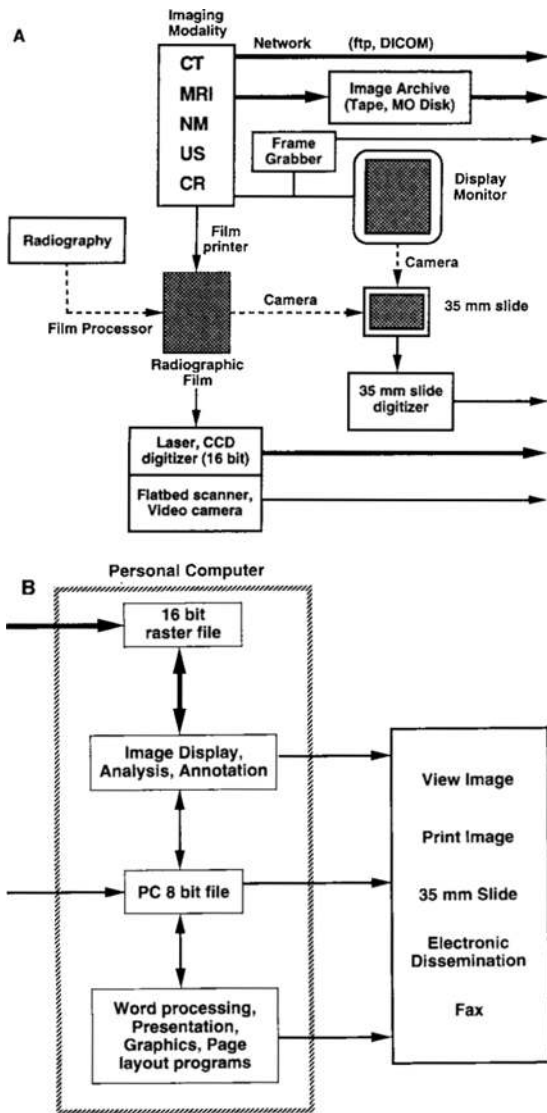 A
Imaging
Modality
CT
MRI
NM
US
CR
Network (ftp, DICOM)
Image Archive
(Tape, MO Disk)
Frame
Grabber
Display
Monitor
Radiography
Film
printer
Camera
Film Processor
Camera
35 mm slide
Radiographic
Film
35 mm slide
digitizer
Laser, CCD
digitizer (16 bit)
Flatbed scanner,
Video camera
B
Personal Computer
16 bit
raster file
Image Display,
Analysis, Annotation
PC 8 bit file
Word processing,
Presentation,
Graphics, Page
layout programs
View Image
Print Image
35 mm Slide
Electronic
Dissemination
Fax